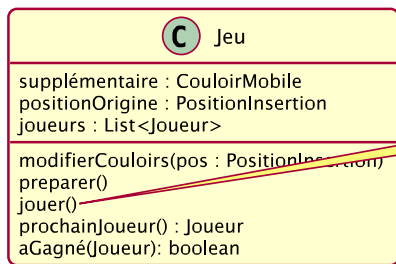 C Jeu
supplémentaire : CouloirMobile
positionOrigine : PositionInsertion
joueurs : List<Joueur>
modifierCouloirs(pos : PositionInsertion)
preparer()
jouer()
prochainJoueur() : Joueur
aGagné(Joueur): boolean